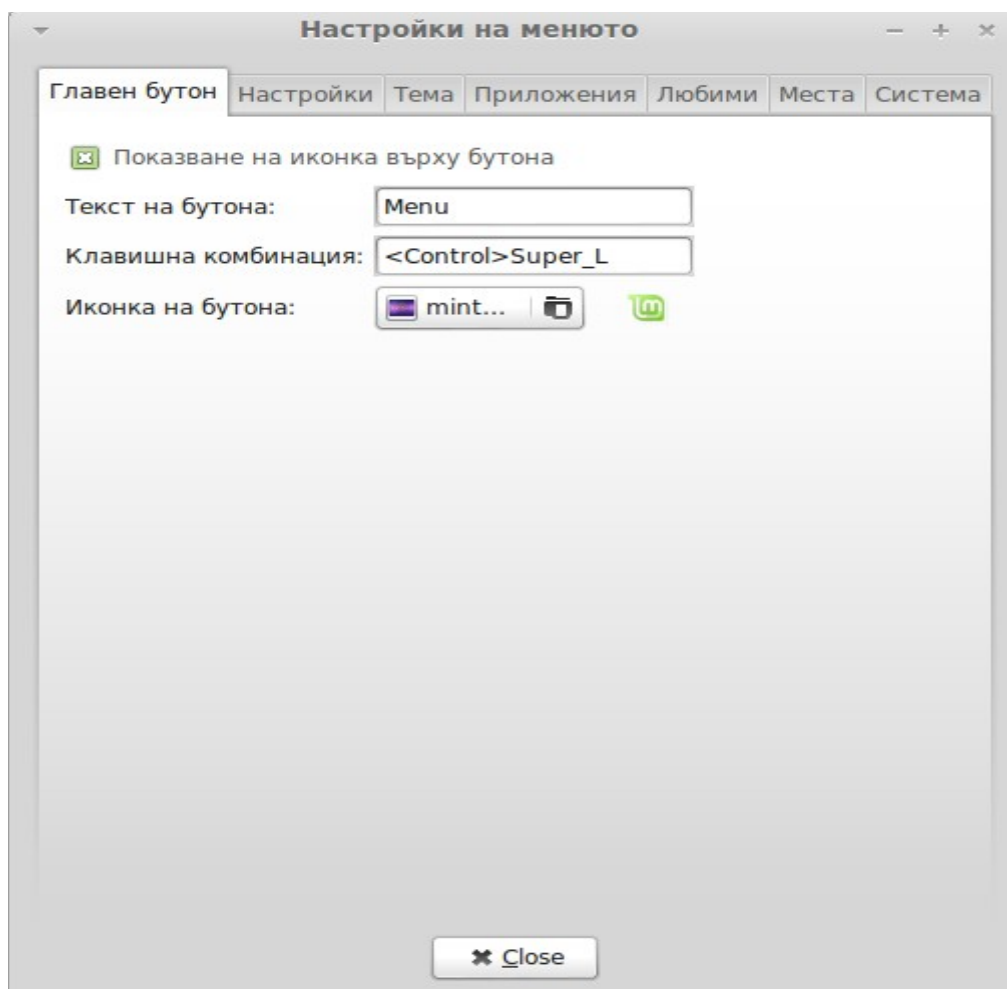 Настройки на менюто
Главен бутон Настройки Тема Приложения Любими Места Система
Показване на иконка върху бутона
Текст на бутона: Menu
Клавишна комбинация: <Control>Super_L
Иконка на бутона: mint...
Close